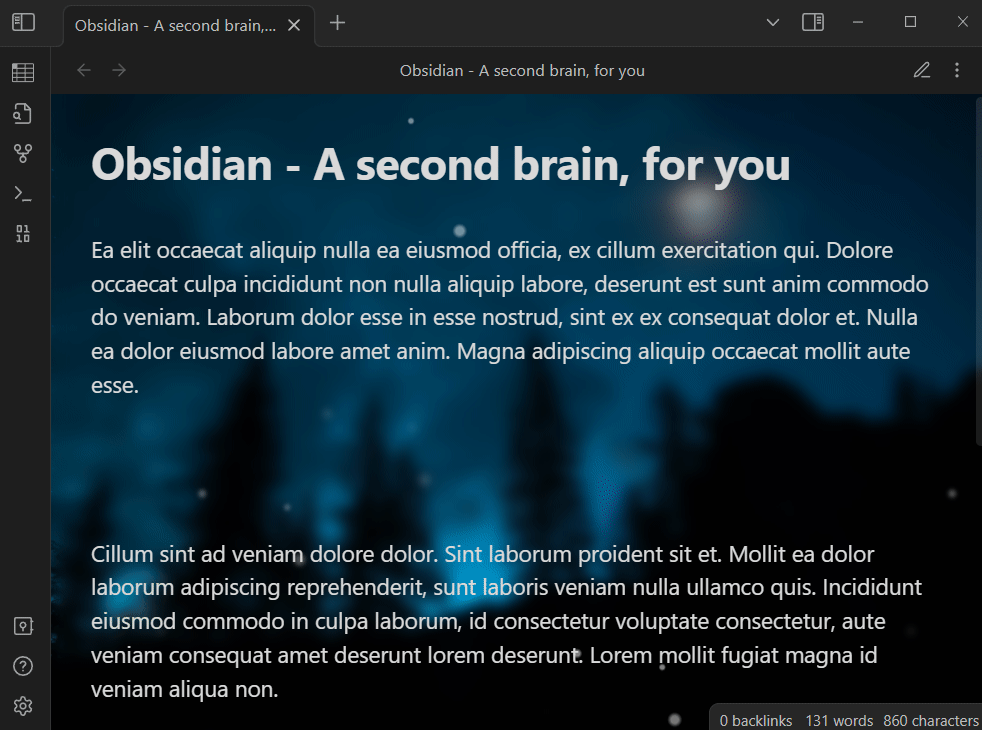 Obsidian - A second brain,...
Obsidian - A second brain, for you
Obsidian - A second brain, for you
Ea elit occaecat aliquip nulla ea eiusmod officia, ex cillum exercitation qui. Dolore
occaecat culpa incididunt non nulla aliquip labore, deserunt est sunt anim commodo
do veniam. Laborum dolor esse in esse nostrud, sint ex ex consequat dolor et. Nulla
ea dolor eiusmod labore amet anim. Magna adipiscing aliquip occaecat mollit aute
esse.
Cillum sint ad veniam dolore dolor. Sint laborum proident sit et. Mollit ea dolor
laborum adipiscing reprehenderit, sunt laboris veniam nulla ullamco quis. Incididunt
eiusmod commodo in culpa laborum, id consectetur voluptate consectetur, aute
veniam consequat amet deserunt lorem deserunt. Lorem mollit fugiat magna id
veniam aliqua non.
0 backlinks 131 words 860 characters